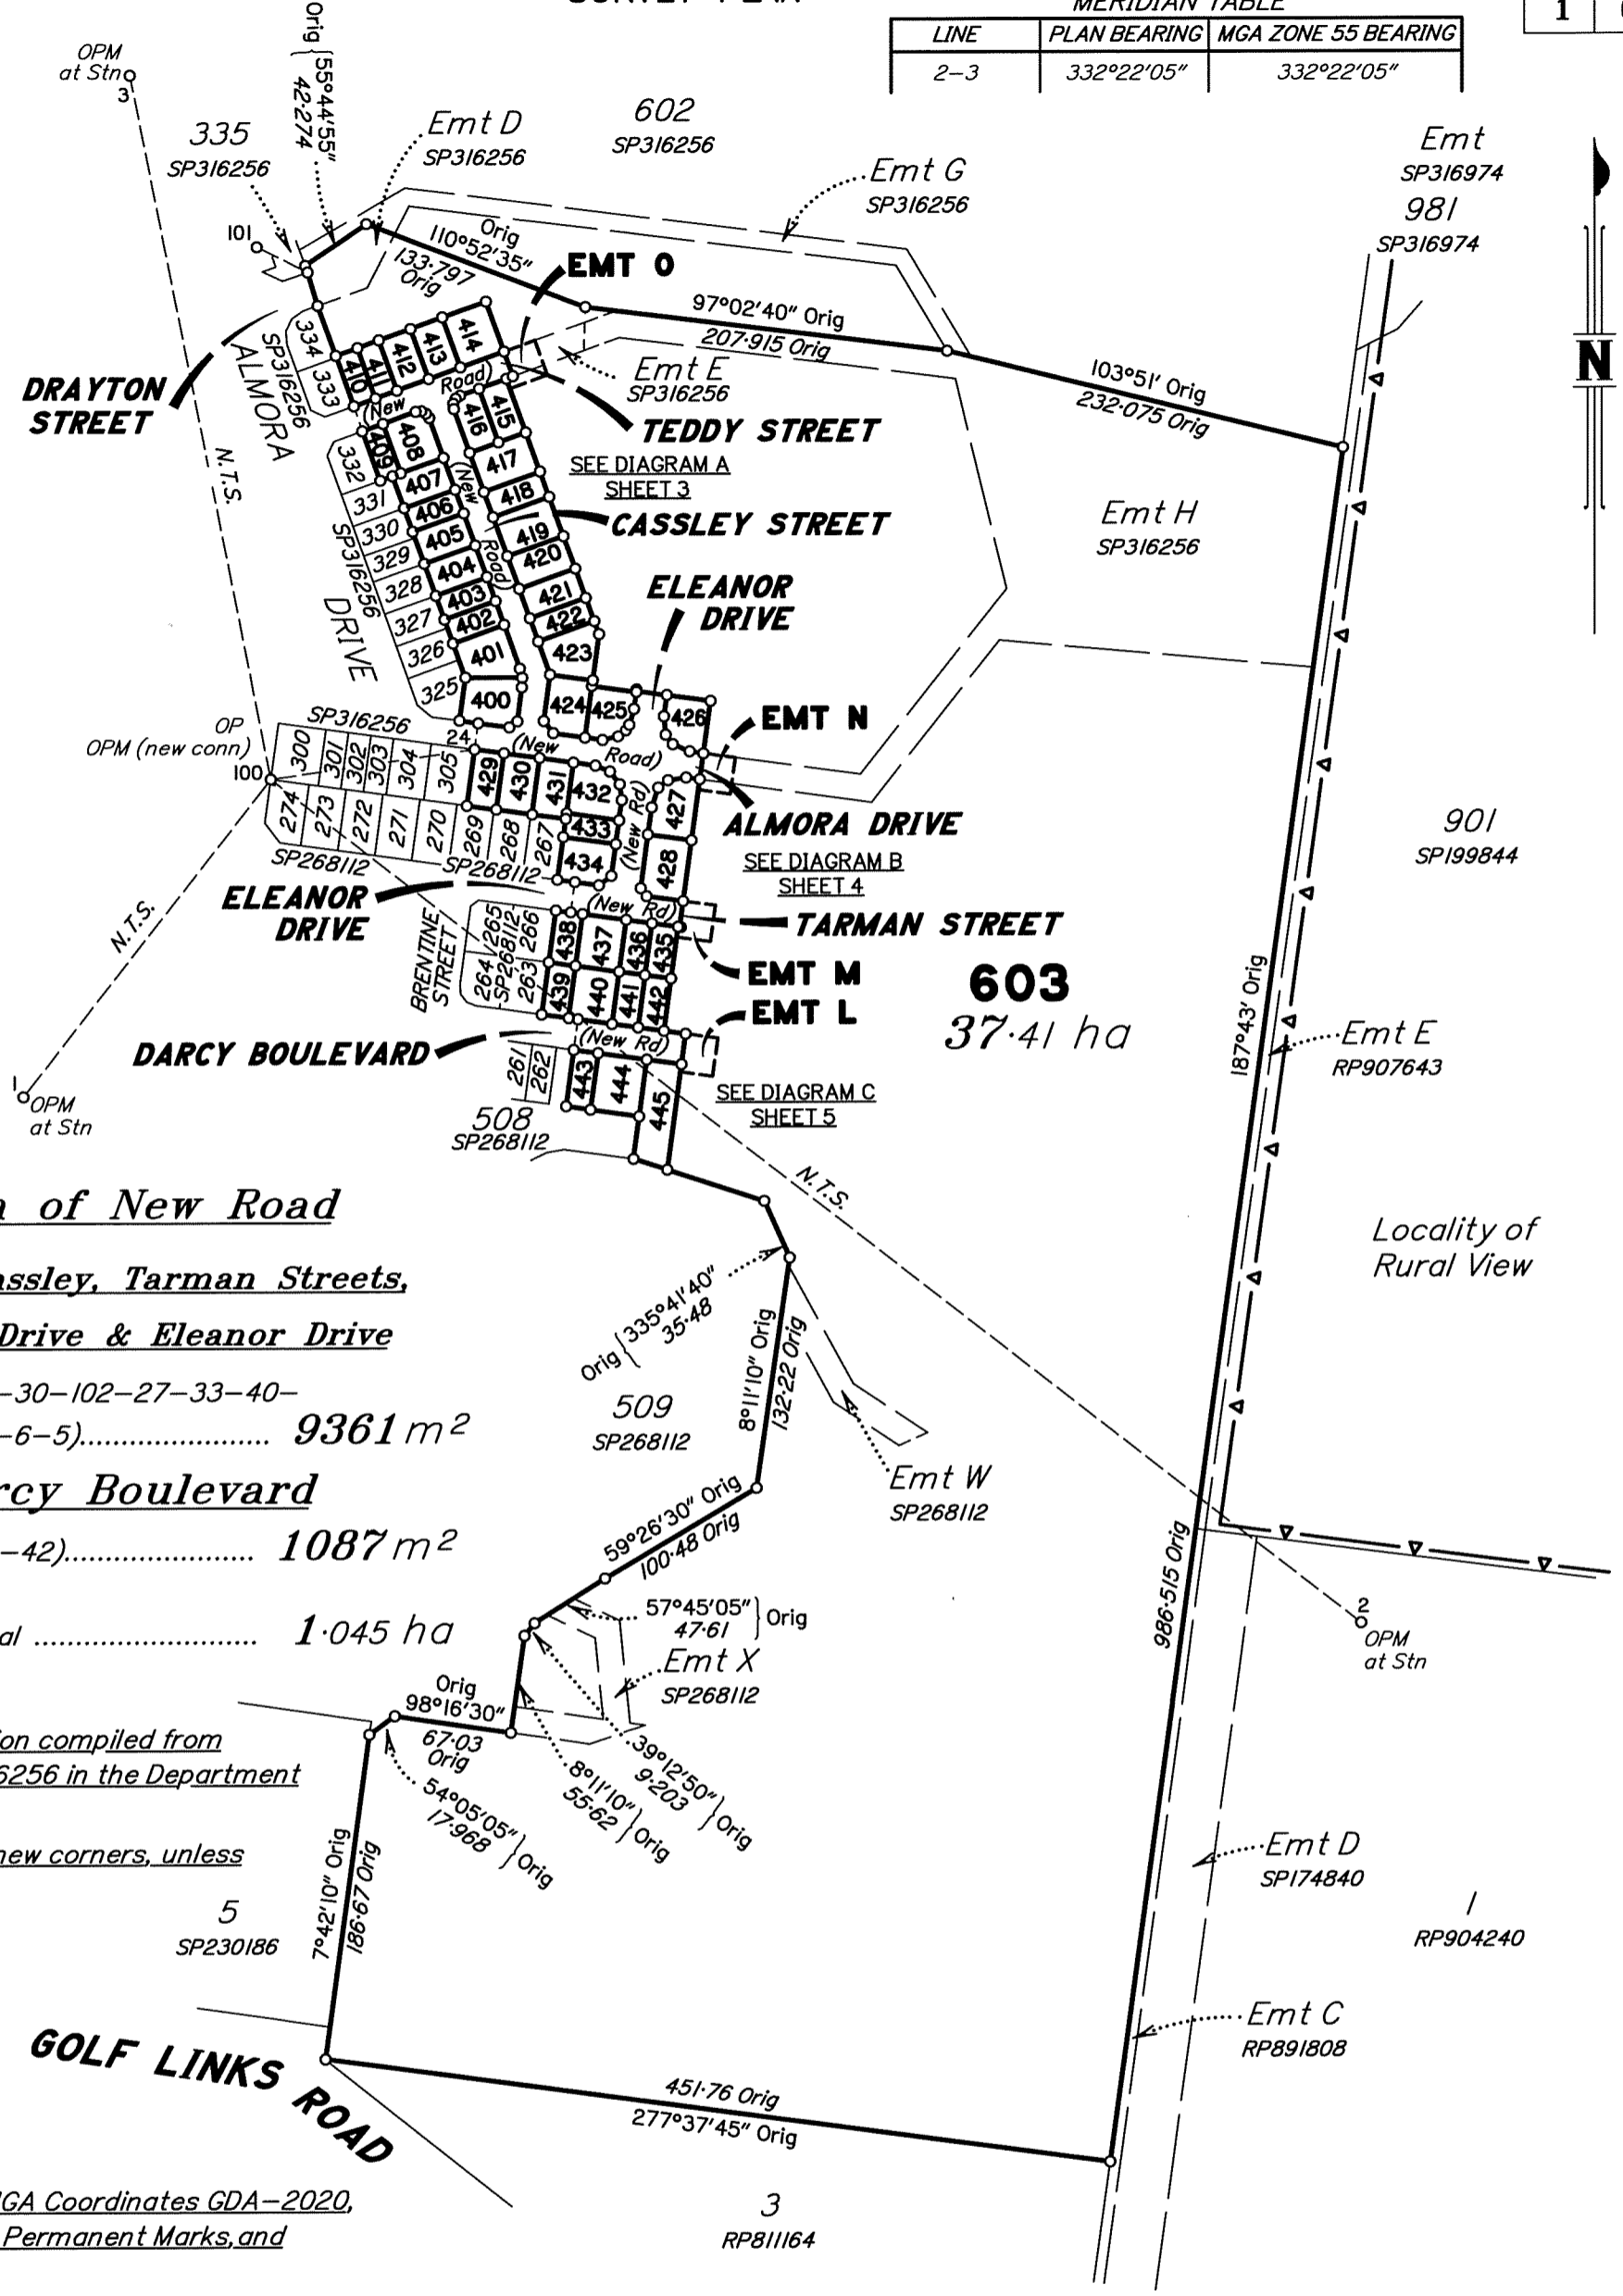 MERIDIAN TABLE
LINE PLAN BEARING MGA ZONE 55 BEARING
2-3 332°22'05" 332°22'05"
1
OPM
at Stn
3
Orig {55°44'55"
42·274
335
SP316256
Emt D
SP316256
602
SP316256
Emt G
SP316256
Emt
SP316974
981
SP316974
N
101
Orig
110°52'35"
133·797
Orig
EMT O
97°02'40" Orig
207·915 Orig
103°51' Orig
232·075 Orig
Emt E
SP316256
DRAYTON
STREET
334
333
SP316256
ALMORA
410
411
412
413
414
(New
Road)
TEDDY STREET
SEE DIAGRAM A
SHEET 3
409
408
416
415
332
407
417
331
406
(New
418
330
405
CASSLEY STREET
419
329
404
Road)
420
328
403
421
327
402
422
326
401
423
325
400
SP316256
DRIVE
N.T.S.
Emt H
SP316256
ELEANOR
DRIVE
424
425
426
EMT N
OP
OPM (new conn)
100
SP316256
24
300
301
302
303
304
305
429
430
431
432
(New
Road)
427
ALMORA DRIVE
274
273
272
271
270
269
268
267
433
434
(New Rd)
428
SP268112
SP268112
SEE DIAGRAM B
SHEET 4
901
SP199844
ELEANOR
DRIVE
(New Rd)
TARMAN STREET
N.T.S.
BRENTINE
STREET
265
264
SP268112
266
263
438
437
436
435
439
440
441
442
EMT M
EMT L
603
37·41 ha
DARCY BOULEVARD
(New Rd)
261
262
443
444
445
SEE DIAGRAM C
SHEET 5
1
OPM
at Stn
508
SP268112
187°43' Orig
Emt E
RP907643
N.T.S.
Locality of
Rural View
of New Road
assley, Tarman Streets,
Drive & Eleanor Drive
-30-102-27-33-40-
-6-5)....................... 9361 m²
rcy Boulevard
-42)....................... 1087 m²
al ........................... 1·045 ha
Orig {335°41'40"
35·48
8°11'10" Orig
132·22 Orig
509
SP268112
Emt W
SP268112
59°26'30" Orig
100·48 Orig
57°45'05"} Orig
47·61
Emt X
SP268112
986·515 Orig
2
OPM
at Stn
Orig
98°16'30"
67·03
Orig
39°12'50"} Orig
9·203
8°11'10"} Orig
55·62
54°05'05"} Orig
17·968
ion compiled from
6256 in the Department
new corners, unless
7°42'10" Orig
186·67 Orig
5
SP230186
Emt D
SP174840
1
RP904240
Emt C
RP891808
GOLF LINKS ROAD
451·76 Orig
277°37'45" Orig
3
RP811164
GA Coordinates GDA-2020,
Permanent Marks,and